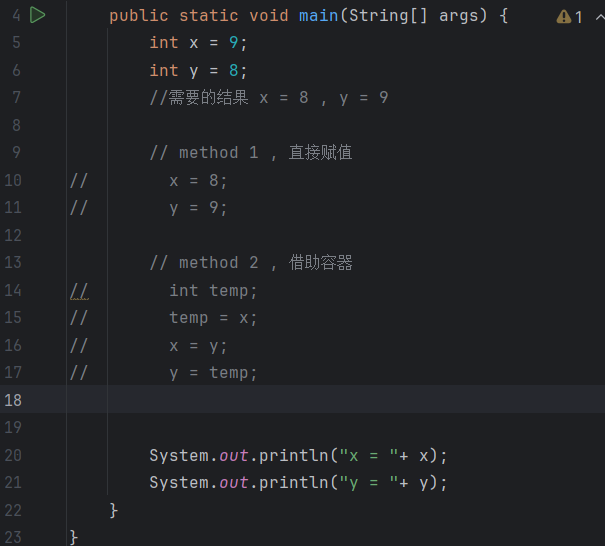 4 public static void main(String[] args) { 1
5 int x = 9;
6 int y = 8;
7 //需要的结果 x = 8 , y = 9
8
9 // method 1 , 直接赋值
10 // x = 8;
11 // y = 9;
12
13 // method 2 , 借助容器
14 // int temp;
15 // temp = x;
16 // x = y;
17 // y = temp;
18
19
20 System.out.println("x = "+ x);
21 System.out.println("y = "+ y);
22 }
23 }